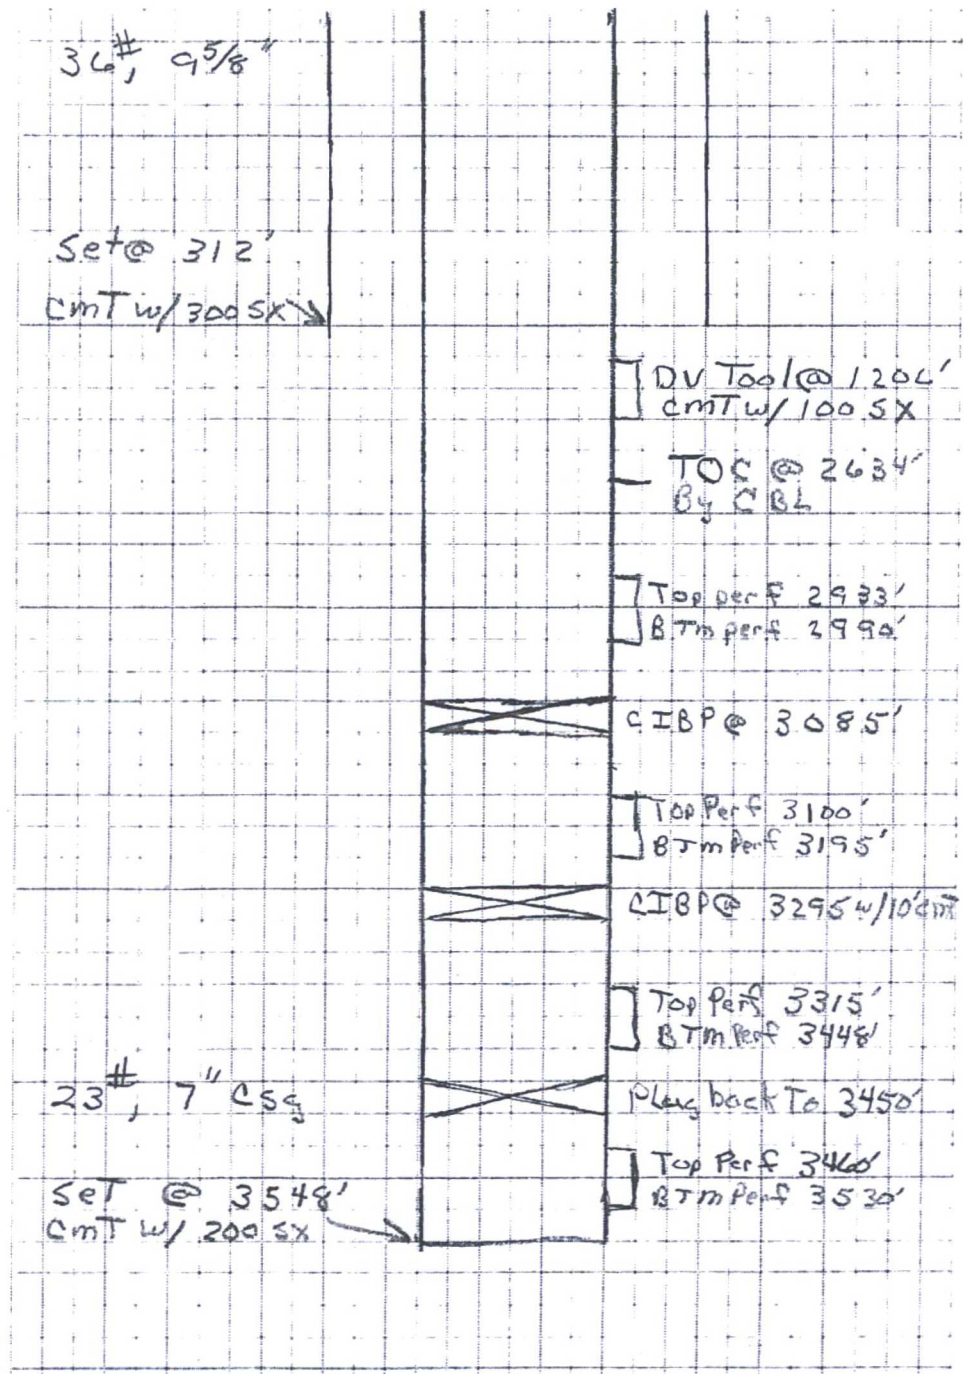 36#, 9 5/8"
Set@ 312'
CmT w/ 300 SX
DV Tool@ 1206'
CmT w/ 100 SX
TOC @ 2634'
By CBL
Top perf 2933'
BTm perf 2990'
CIBP@ 3085'
Top Perf 3100'
BTm Perf 3195'
CIBP@ 3295 w/10' cmT
Top Perf 3315'
BTm Perf 3448'
23#, 7" Csg
Plug back To 3450'
Top Perf 3460'
BTm Perf 3530'
SeT @ 3548'
CmT w/ 200 SX